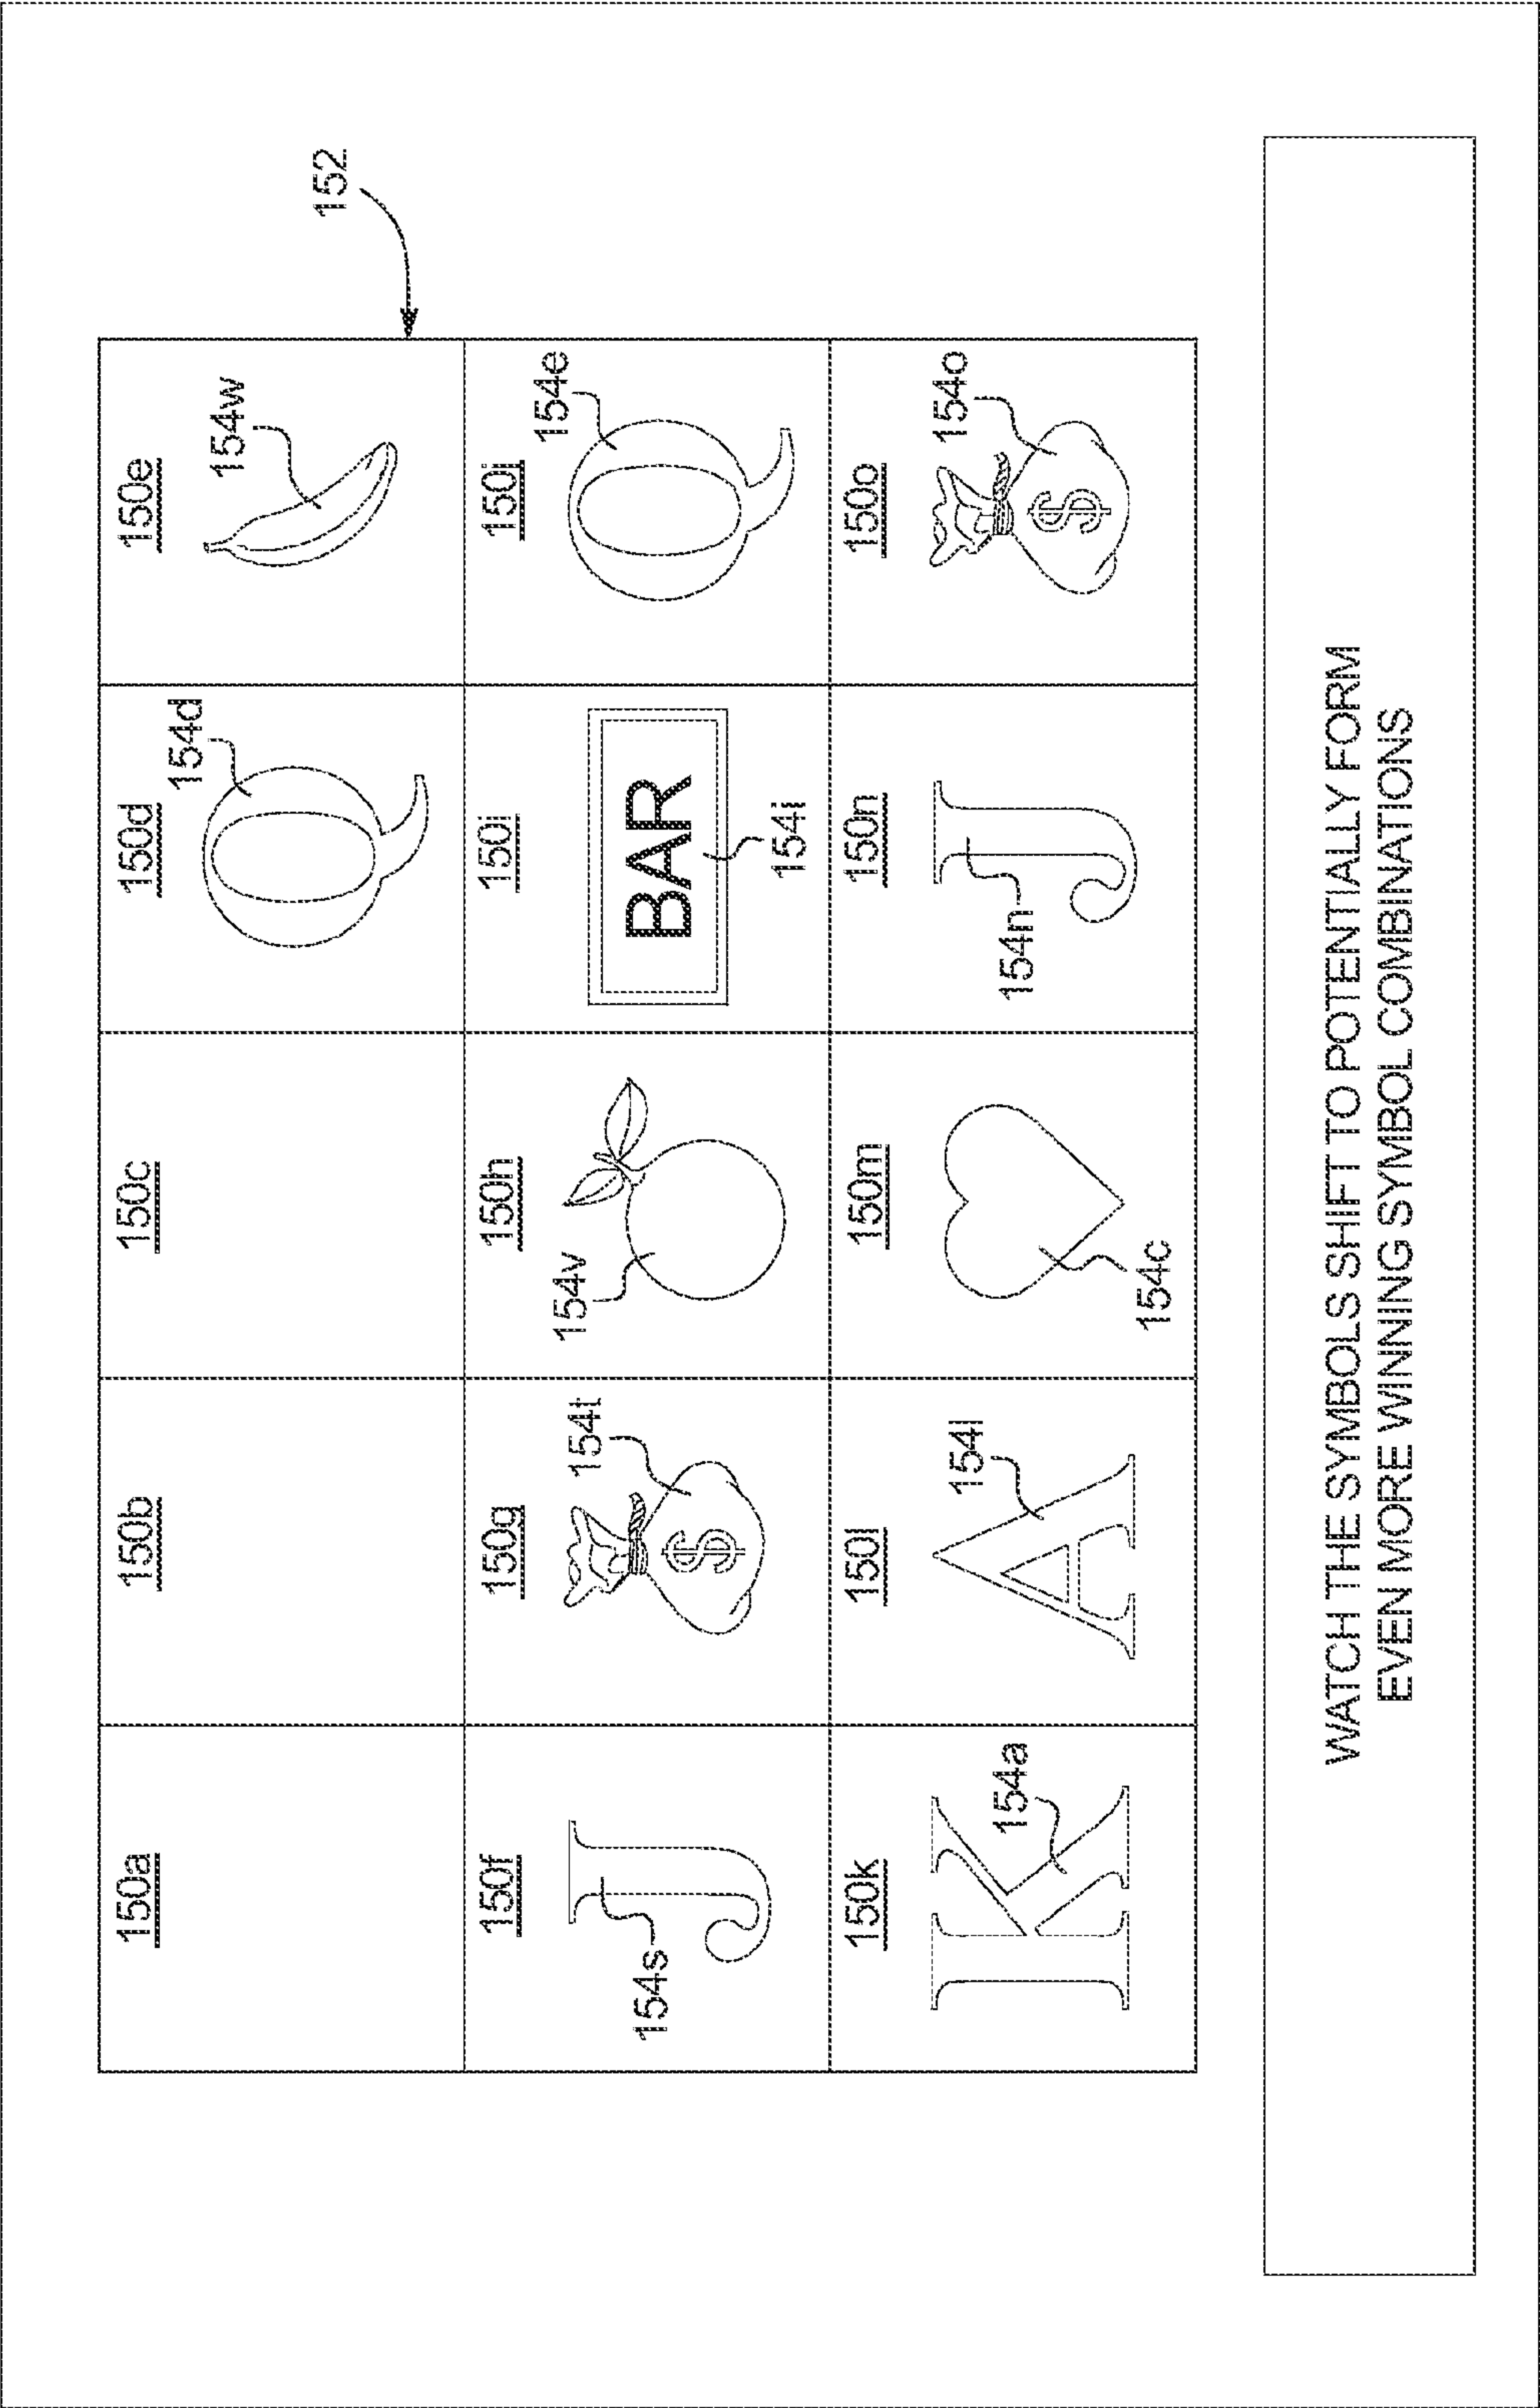 152
150a
150b
150c
150d
154d
150e
154w
150f
J
154s
150g
154t
$
150h
154v
150i
BAR
154i
150j
154e
Q
Q
150k
K
154a
150l
A
154l
150m
154c
150n
J
154n
150o
154o
$
WATCH THE SYMBOLS SHIFT TO POTENTIALLY FORM
EVEN MORE WINNING SYMBOL COMBINATIONS